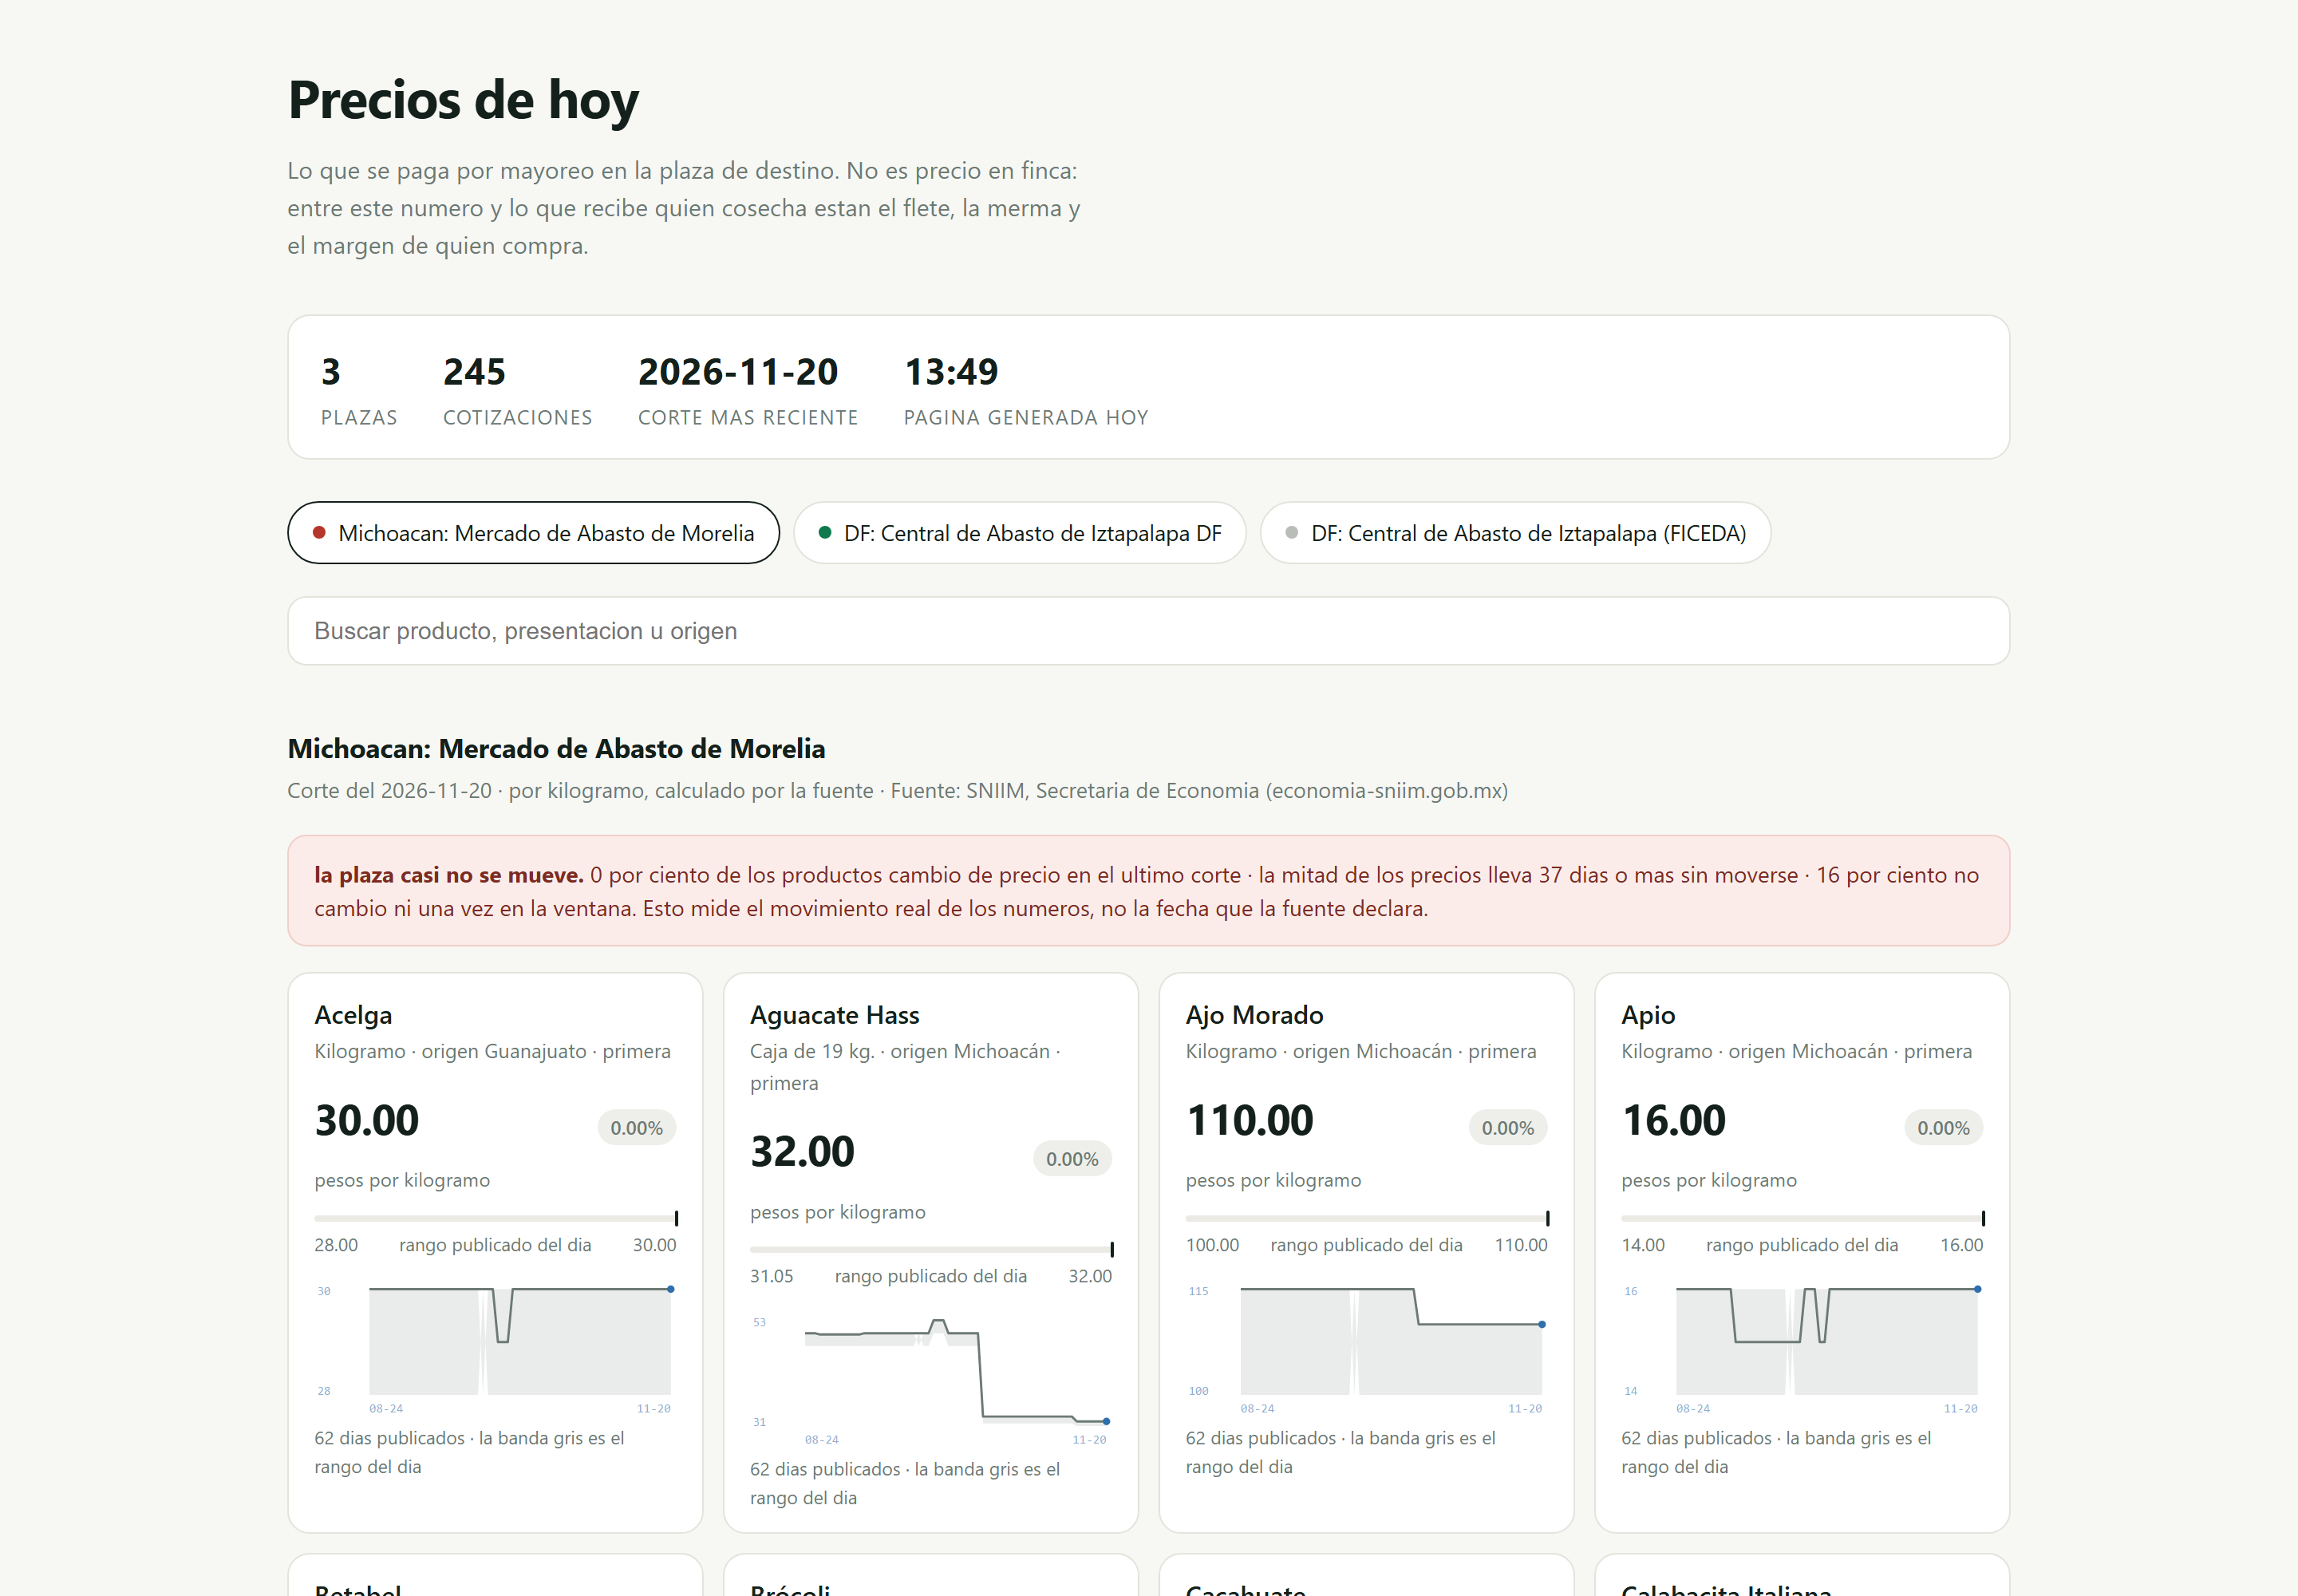 Precios de hoy
Lo que se paga por mayoreo en la plaza de destino. No es precio en finca:
entre este numero y lo que recibe quien cosecha estan el flete, la merma y
el margen de quien compra.
3
PLAZAS
245
COTIZACIONES
2026-11-20
CORTE MAS RECIENTE
13:49
PAGINA GENERADA HOY
Michoacan: Mercado de Abasto de Morelia
DF: Central de Abasto de Iztapalapa DF
DF: Central de Abasto de Iztapalapa (FICEDA)
Buscar producto, presentacion u origen
Michoacan: Mercado de Abasto de Morelia
Corte del 2026-11-20 · por kilogramo, calculado por la fuente · Fuente: SNIIM, Secretaria de Economia (economia-sniim.gob.mx)
la plaza casi no se mueve. 0 por ciento de los productos cambio de precio en el ultimo corte · la mitad de los precios lleva 37 dias o mas sin moverse · 16 por ciento no
cambio ni una vez en la ventana. Esto mide el movimiento real de los numeros, no la fecha que la fuente declara.
Acelga
Kilogramo · origen Guanajuato · primera
30.00
0.00%
pesos por kilogramo
28.00 rango publicado del dia 30.00
30
28
08-24 11-20
62 dias publicados · la banda gris es el
rango del dia
Aguacate Hass
Caja de 19 kg. · origen Michoacán ·
primera
32.00
0.00%
pesos por kilogramo
31.05 rango publicado del dia 32.00
53
31
08-24 11-20
62 dias publicados · la banda gris es el
rango del dia
Ajo Morado
Kilogramo · origen Michoacán · primera
110.00
0.00%
pesos por kilogramo
100.00 rango publicado del dia 110.00
115
100
08-24 11-20
62 dias publicados · la banda gris es el
rango del dia
Apio
Kilogramo · origen Michoacán · primera
16.00
0.00%
pesos por kilogramo
14.00 rango publicado del dia 16.00
16
14
08-24 11-20
62 dias publicados · la banda gris es el
rango del dia
Betabel
Brócoli
Cacahuate
Calabacita Italiana